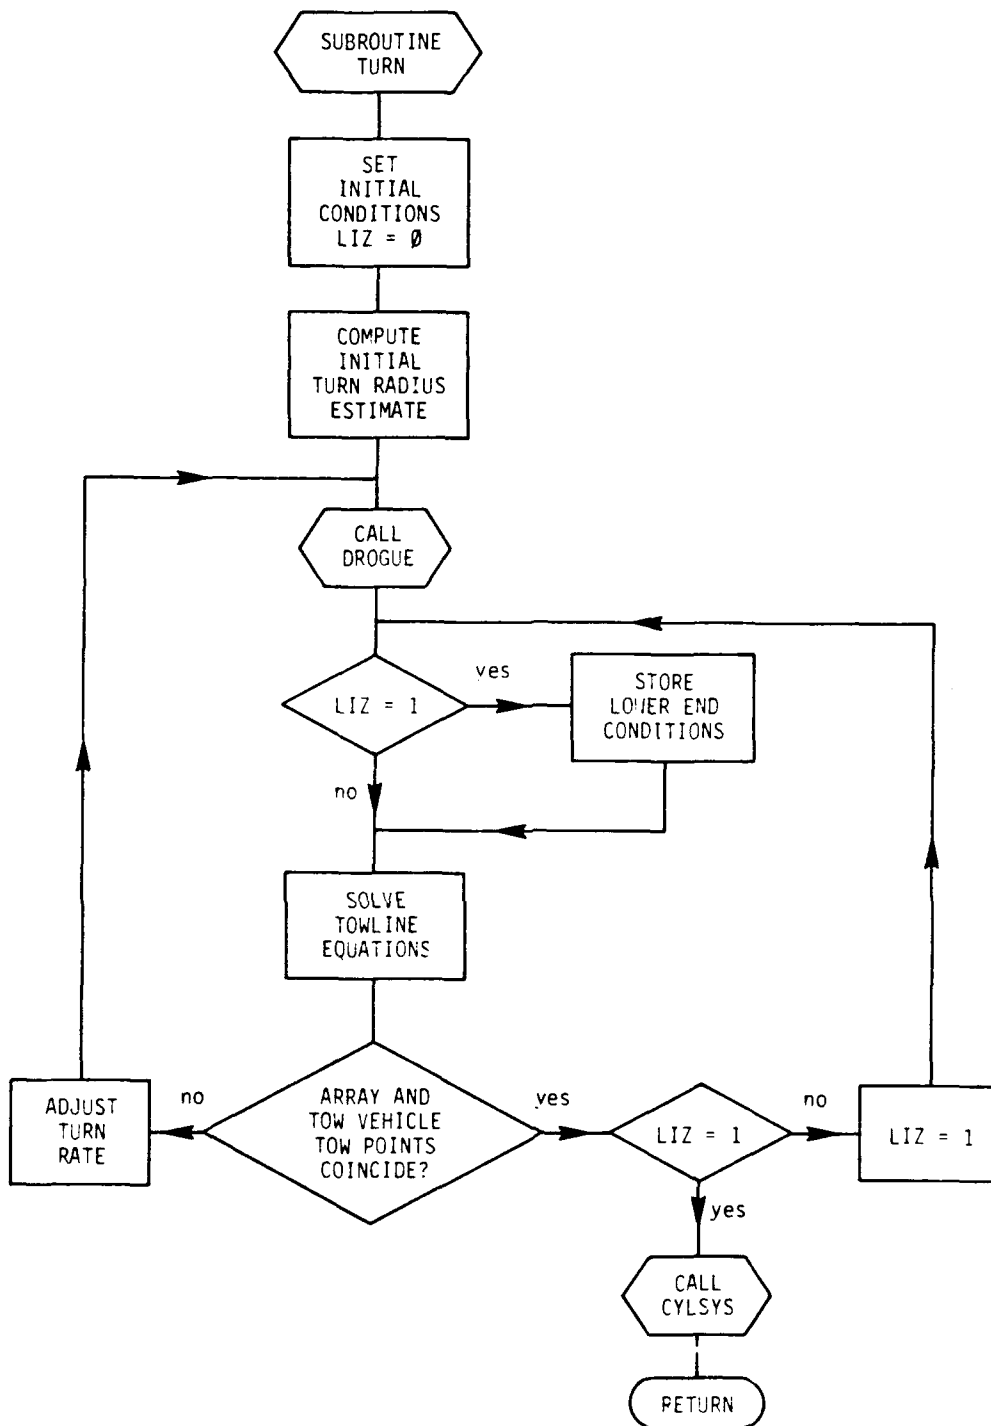 SUBROUTINE
TURN
SET
INITIAL
CONDITIONS
LIZ = Ø
COMPUTE
INITIAL
TURN RADIUS
ESTIMATE
CALL
DROGUE
LIZ = 1
yes
STORE
LOWER END
CONDITIONS
no
SOLVE
TOWLINE
EQUATIONS
ADJUST
TURN
RATE
no
ARRAY AND
TOW VEHICLE
TOW POINTS
COINCIDE?
yes
LIZ = 1
no
LIZ = 1
yes
CALL
CYLSYS
RETURN